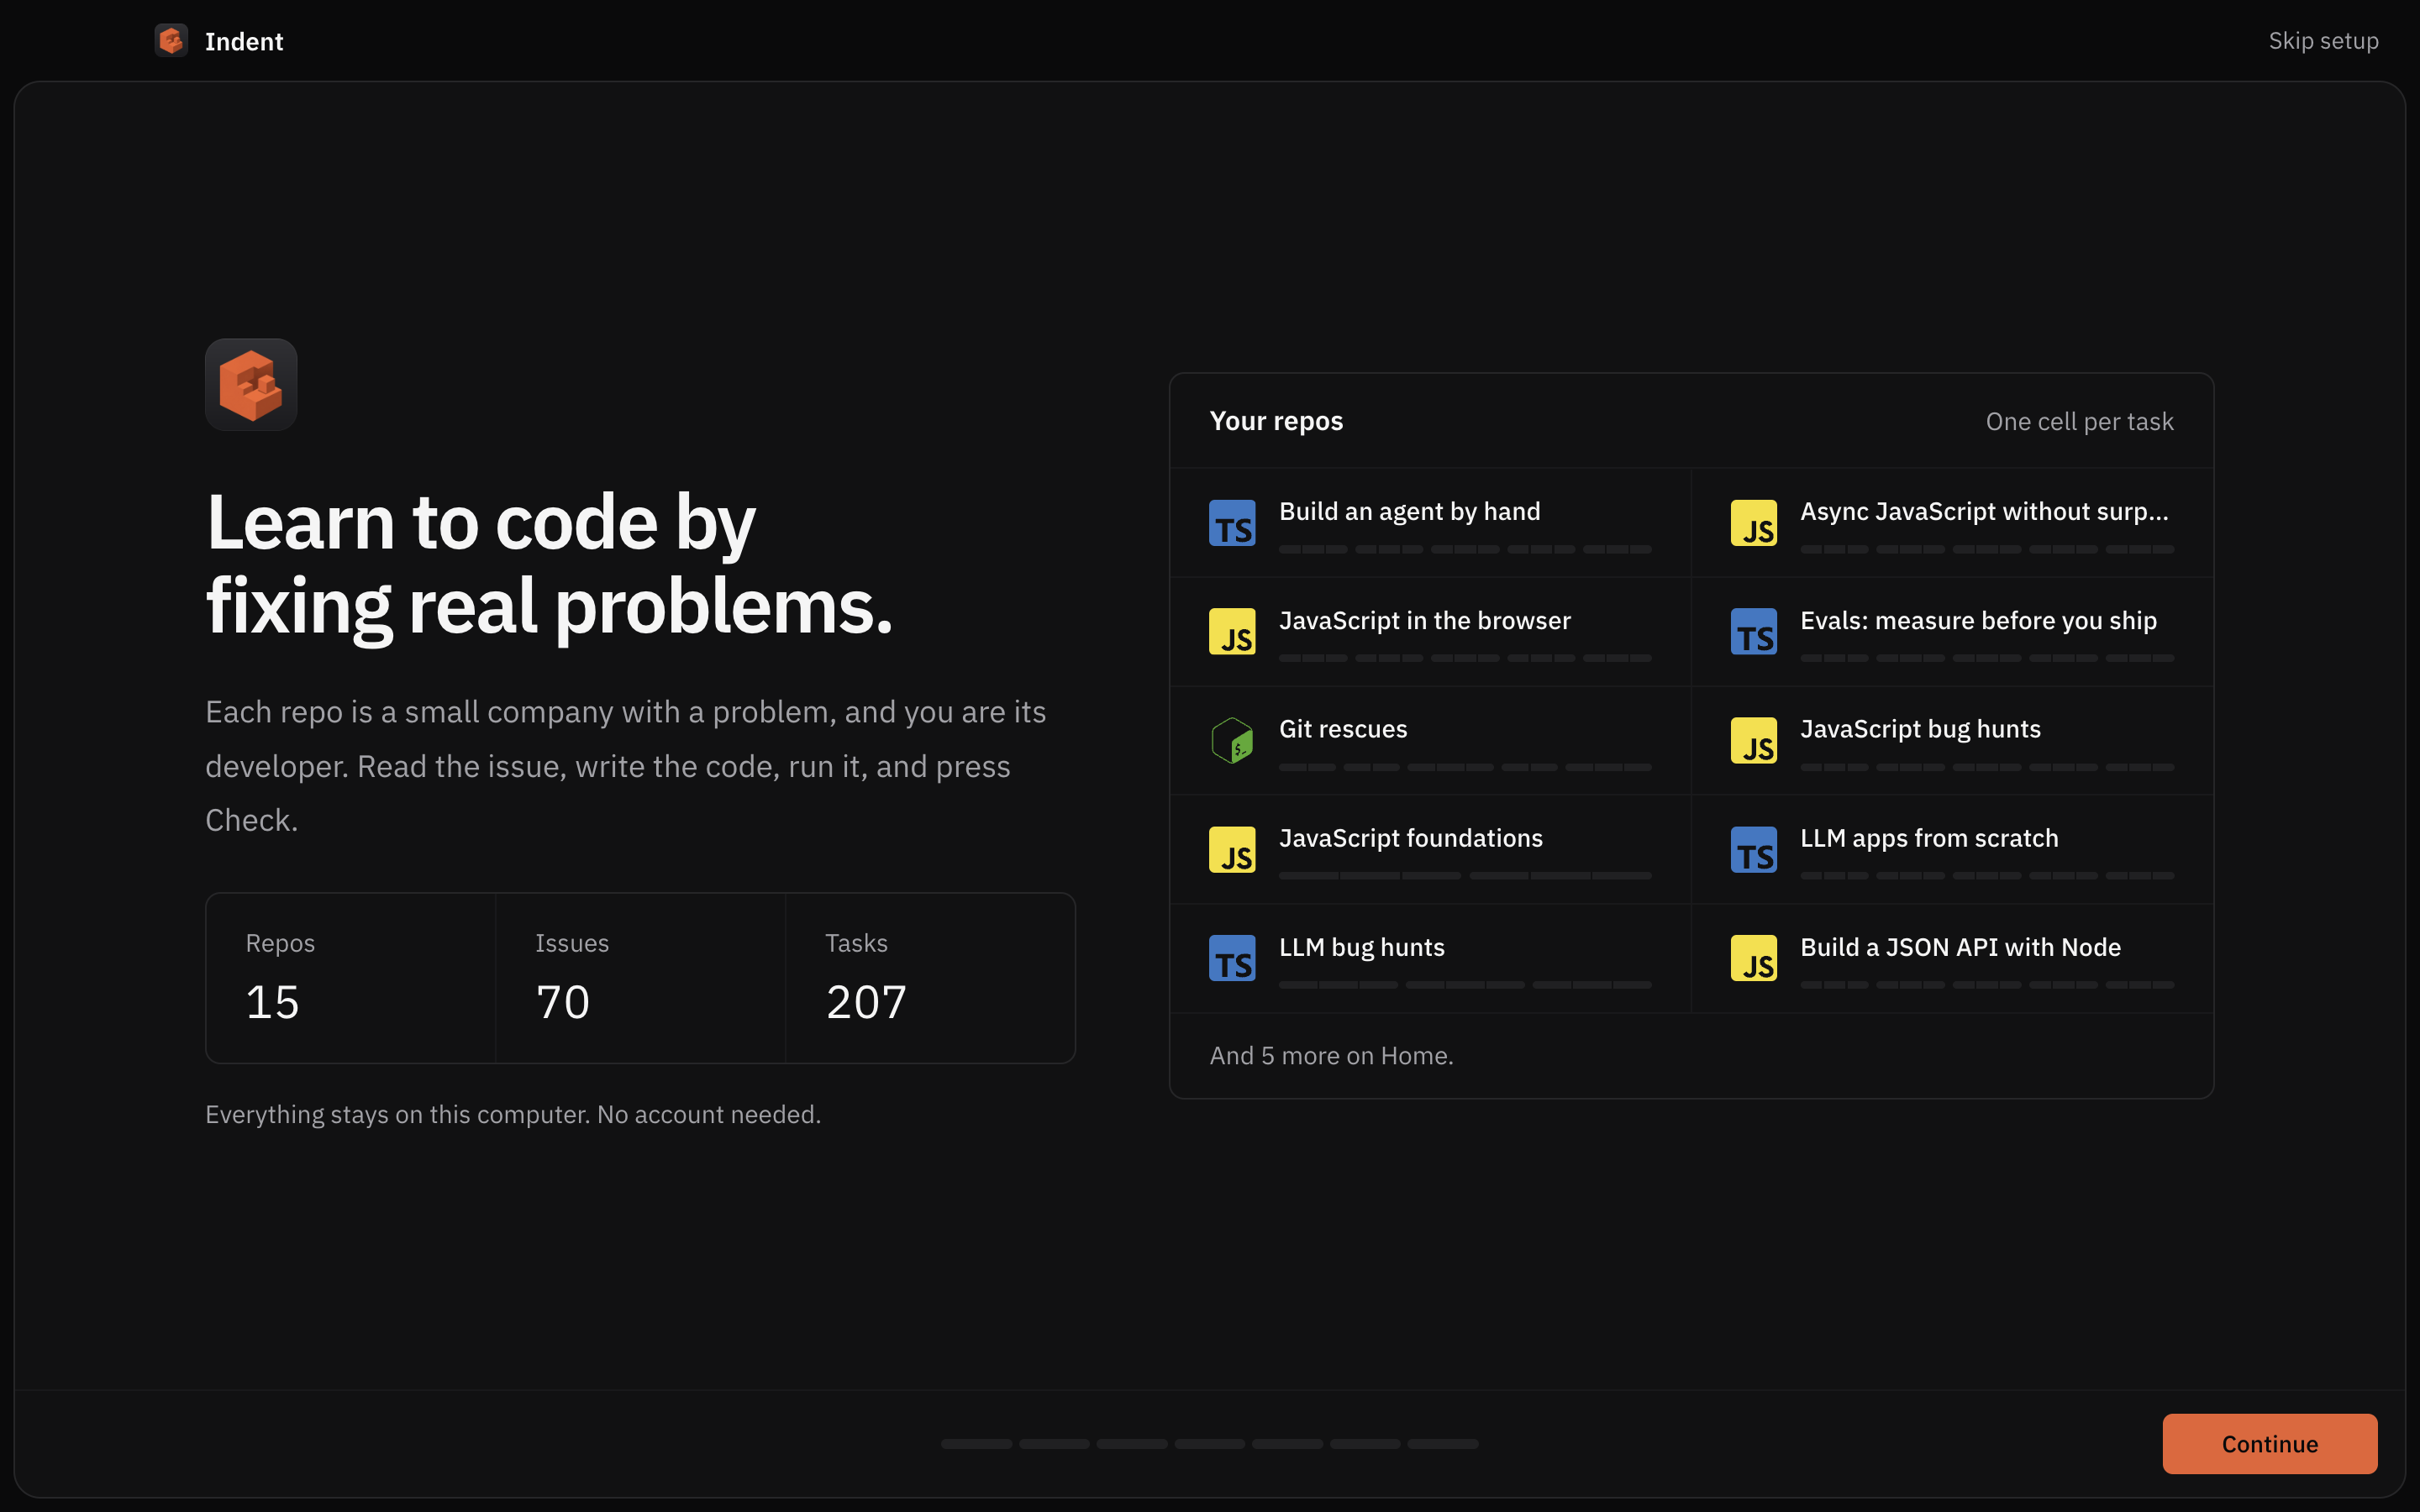 Indent
Skip setup
Learn to code by
fixing real problems.
Each repo is a small company with a problem, and you are its
developer. Read the issue, write the code, run it, and press
Check.
Repos
15
Issues
70
Tasks
207
Everything stays on this computer. No account needed.
Your repos
One cell per task
TS
Build an agent by hand
JS
Async JavaScript without surp...
JS
JavaScript in the browser
TS
Evals: measure before you ship
$_
Git rescues
JS
JavaScript bug hunts
JS
JavaScript foundations
TS
LLM apps from scratch
TS
LLM bug hunts
JS
Build a JSON API with Node
And 5 more on Home.
Continue